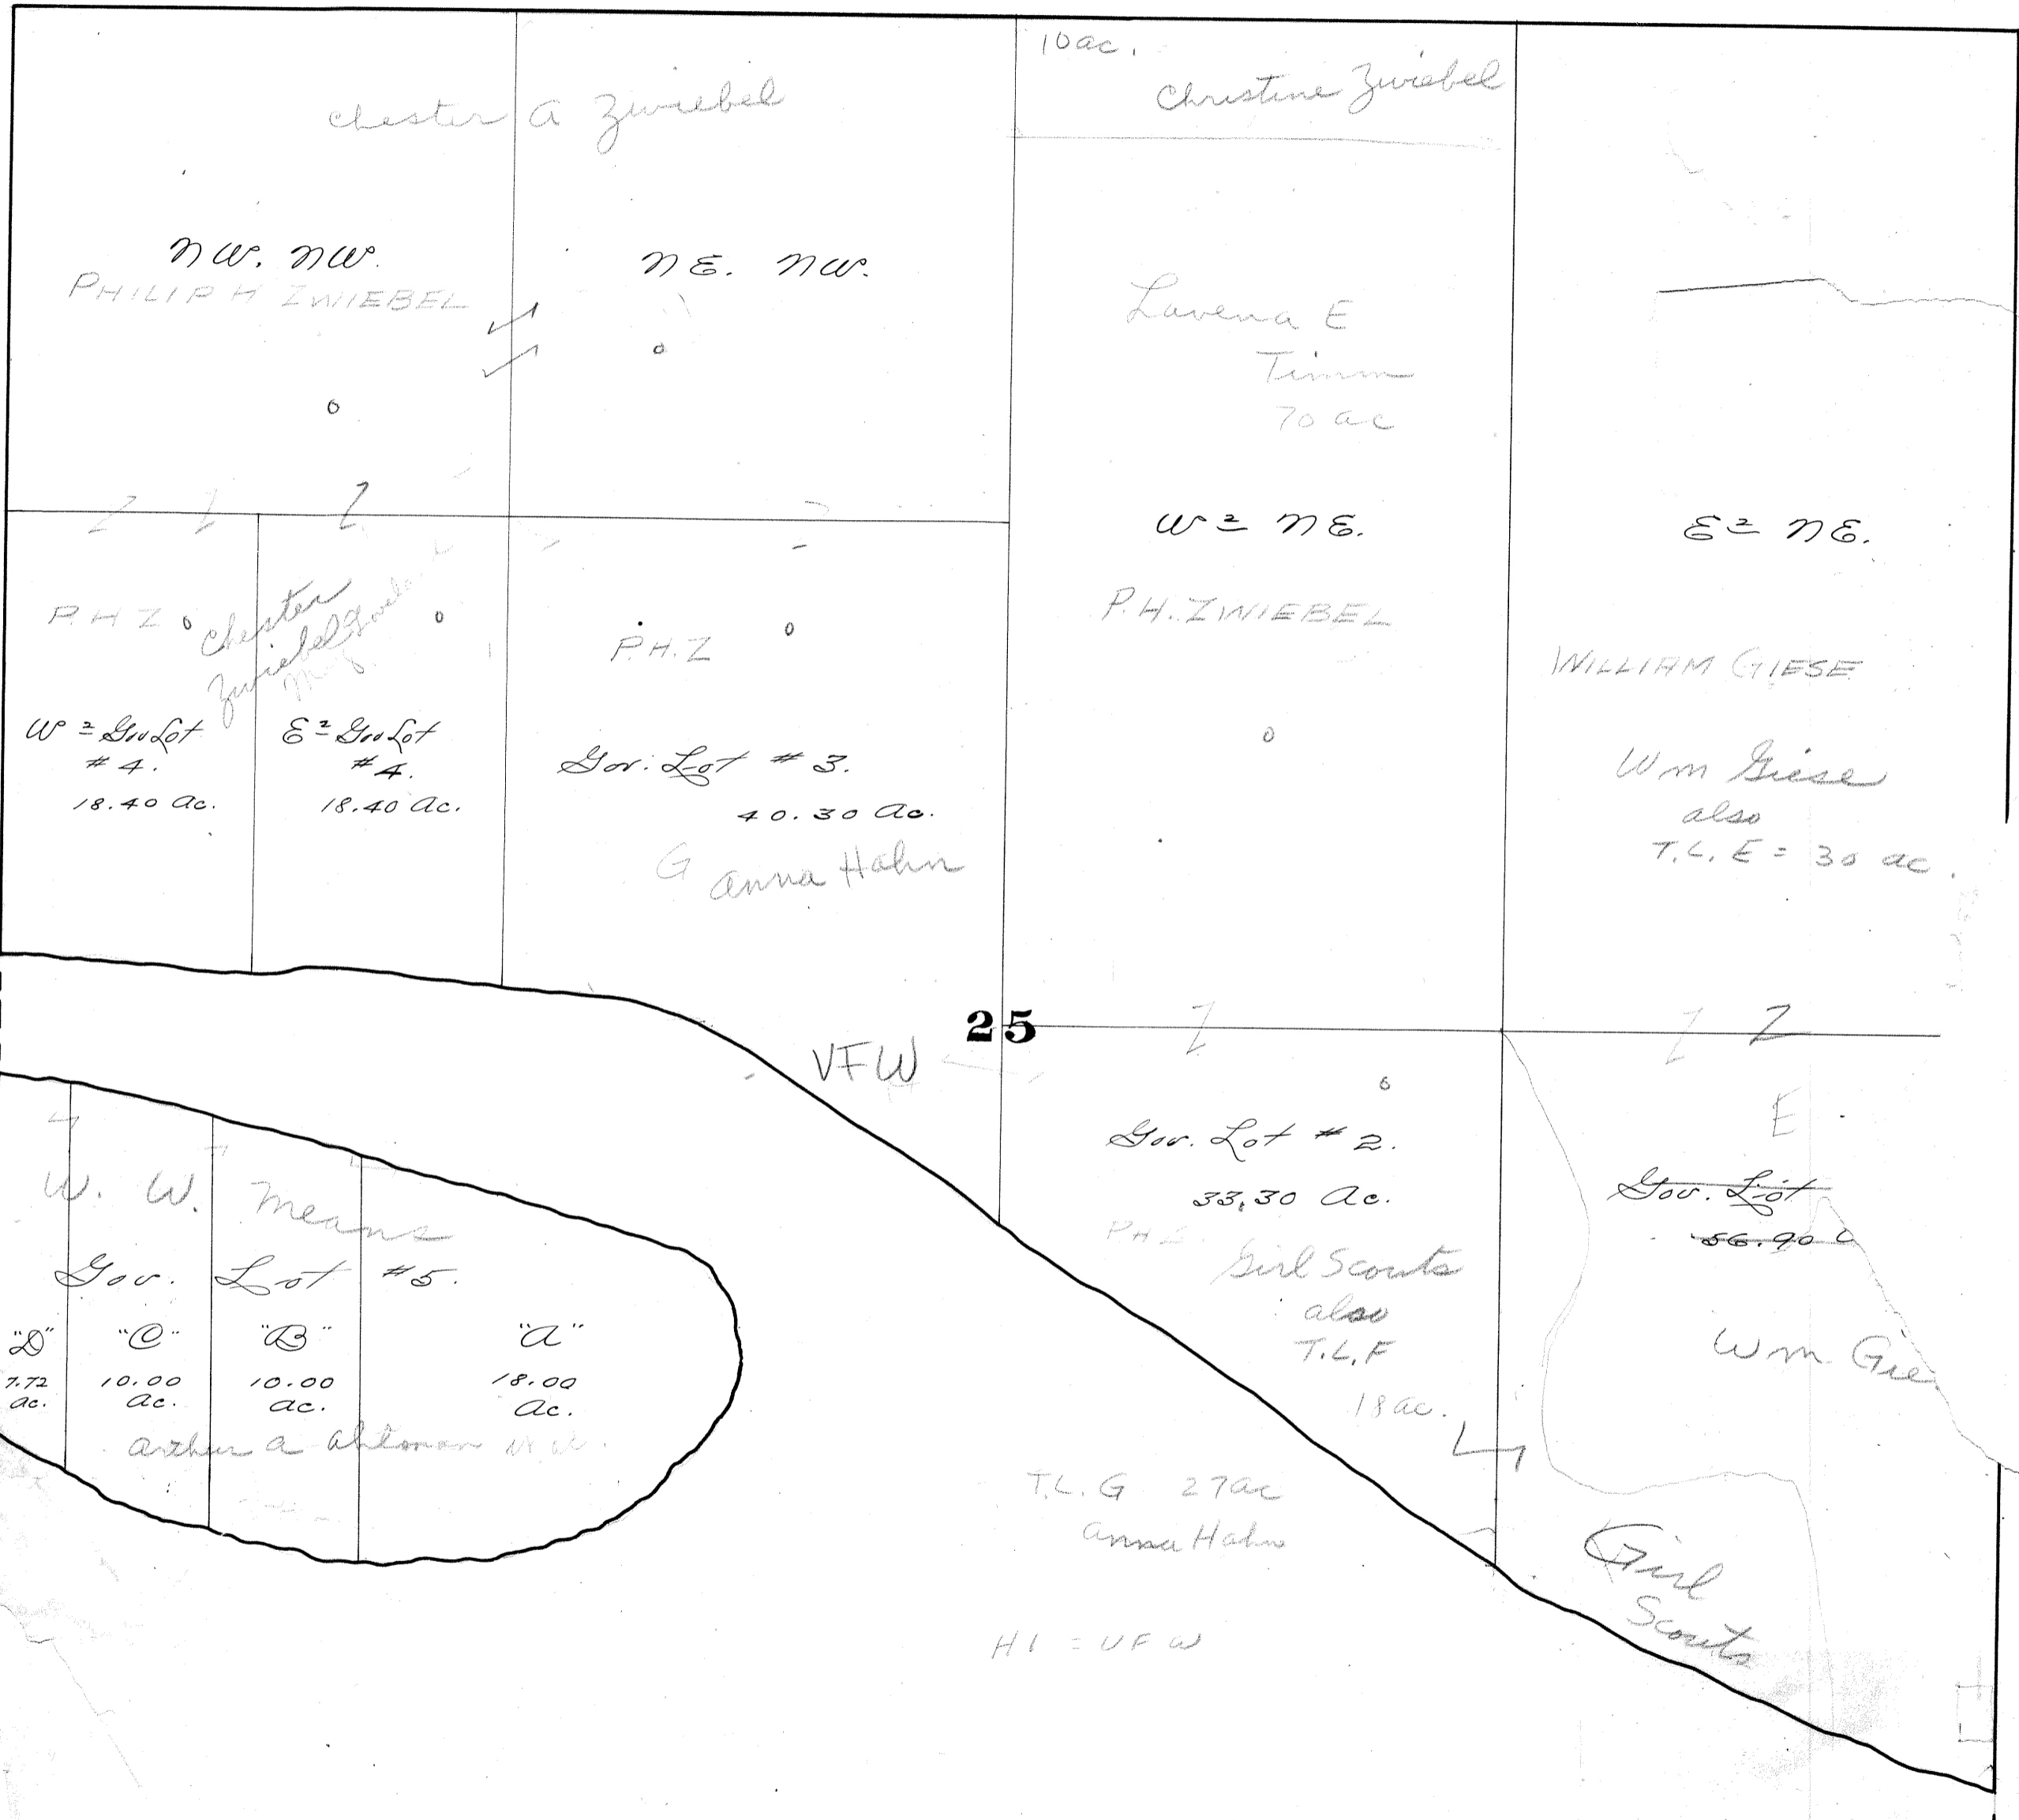 10 ac.
Chester A Zwiebel
Christine Zwiebel
NW. NW.
PHILIP H ZWIEBEL
NE. NW.
Lavena E
Timm
70 ac
W 2 NE.
P.H. ZWIEBEL
E 2 NE.
WILLIAM GIESE
Wm Giese
also
T.L. E = 30 ac.
P.H Z
Chester
Zwiebel
W 2 Gov Lot
# 4.
18.40 Ac.
E 2 Gov Lot
# 4.
18.40 Ac.
P.H.Z
Gov. Lot # 3.
40.30 Ac.
G Anna Hahn
25
VFW
Gov. Lot # 2.
33.30 Ac.
PHZ
Girl Scouts
also
T.L.F
18 ac.
E
Gov. Lot
56.90
Wm. Gie
W. W. Means
Gov. Lot #5.
"D"
7.72
ac.
"C"
10.00
ac.
"B"
10.00
ac.
"A"
18.00
ac.
Arthur A
T.L. G 27ac
Anna Hahn
Girl
Scouts
H1 = VFW